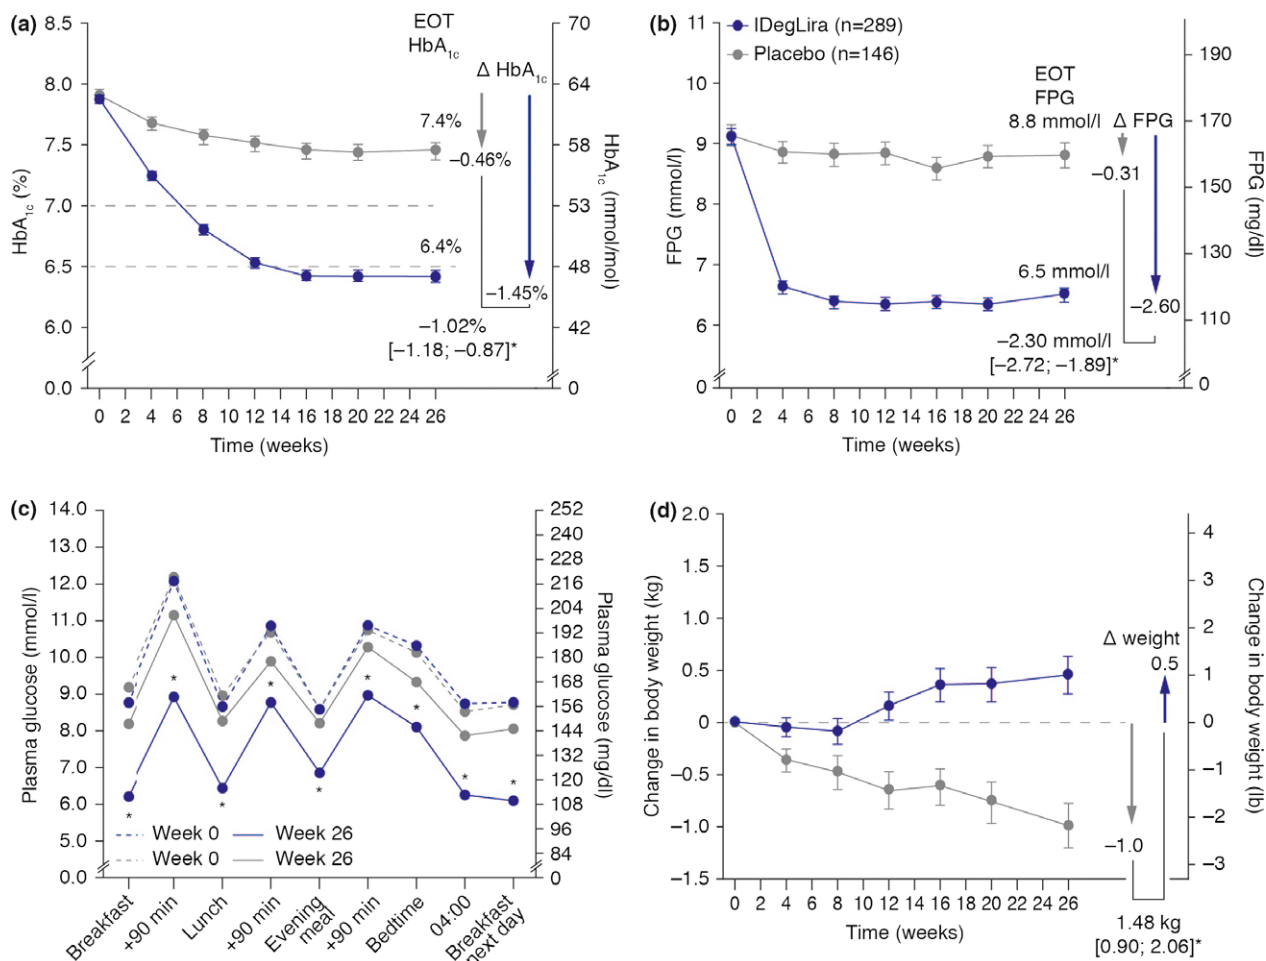 (a)
8.5
8.0
7.5
7.0
6.5
6.0
0.0
HbA1c (%)
0 2 4 6 8 10 12 14 16 18 20 22 24 26
Time (weeks)
EOT
HbA1c
Δ HbA1c
7.4%
–0.46%
6.4%
–1.45%
–1.02%
[–1.18; –0.87]*
70
64
58
53
48
42
0
HbA1c (mmol/mol)
(b)
11
10
9
8
7
6
0
FPG (mmol/l)
IDegLira (n=289)
Placebo (n=146)
0 2 4 6 8 10 12 14 16 18 20 22 24 26
Time (weeks)
EOT
FPG
8.8 mmol/l
Δ FPG
–0.31
6.5 mmol/l
–2.60
–2.30 mmol/l
[–2.72; –1.89]*
190
170
150
130
110
0
FPG (mg/dl)
(c)
14.0
13.0
12.0
11.0
10.0
9.0
8.0
7.0
6.0
5.0
0.0
Plasma glucose (mmol/l)
* * * * * * * * *
Week 0 Week 26
Week 0 Week 26
Breakfast
+90 min
Lunch
+90 min
Evening
meal
+90 min
Bedtime
04:00
Breakfast
next day
252
240
228
216
204
192
180
168
156
144
132
120
108
96
84
0
Plasma glucose (mg/dl)
(d)
2.0
1.5
1.0
0.5
0
–0.5
–1.0
–1.5
Change in body weight (kg)
0 2 4 6 8 10 12 14 16 18 20 22 24 26
Time (weeks)
Δ weight
0.5
–1.0
1.48 kg
[0.90; 2.06]*
4
3
2
1
0
–1
–2
–3
Change in body
weight (lb)